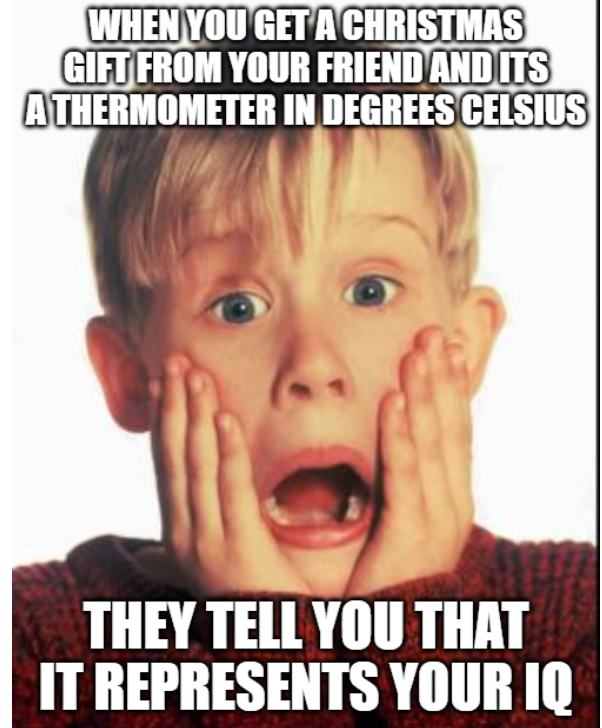 WHEN YOU GET A CHRISTMAS
GIFT FROM YOUR FRIEND AND ITS
A THERMOMETER IN DEGREES CELSIUS
THEY TELL YOU THAT
IT REPRESENTS YOUR IQ